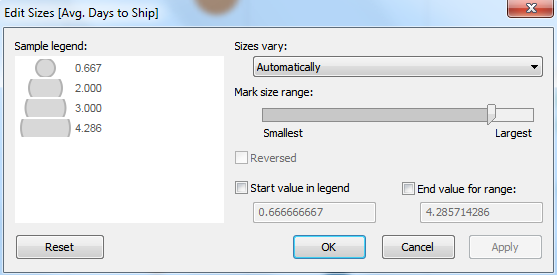 Edit Sizes [Avg. Days to Ship]
Sample legend:
0.667
2.000
3.000
4.286
Sizes vary:
Automatically
Mark size range:
Smallest Largest
Reversed
Start value in legend End value for range:
0.666666667 4.285714286
Reset OK Cancel Apply